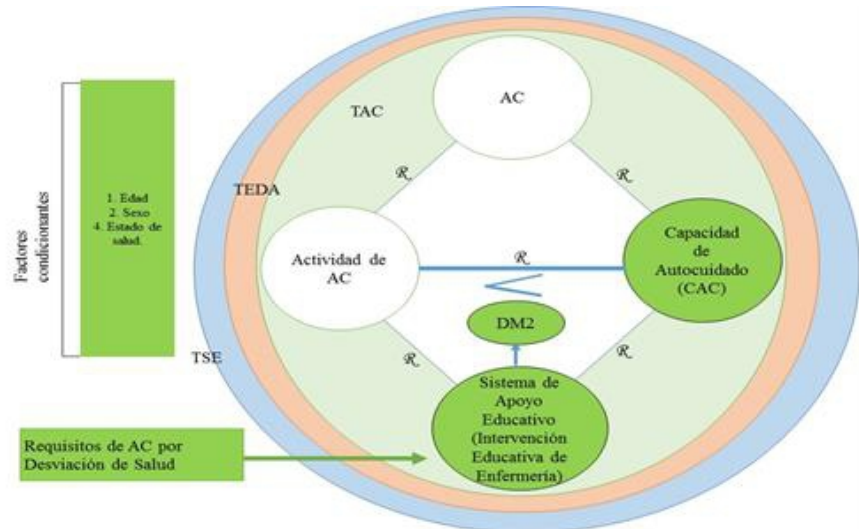 AC
TAC
ℛ
ℛ
TEDA
1. Edad
2. Sexo
4. Estado de
salud.
Factores
condicionantes
Actividad de
AC
ℛ
Capacidad
de
Autocuidado
(CAC)
<
DM2
TSE
ℛ
ℛ
Sistema de
Apoyo
Educativo
(Intervención
Educativa de
Enfermería)
Requisitos de AC por
Desviación de Salud